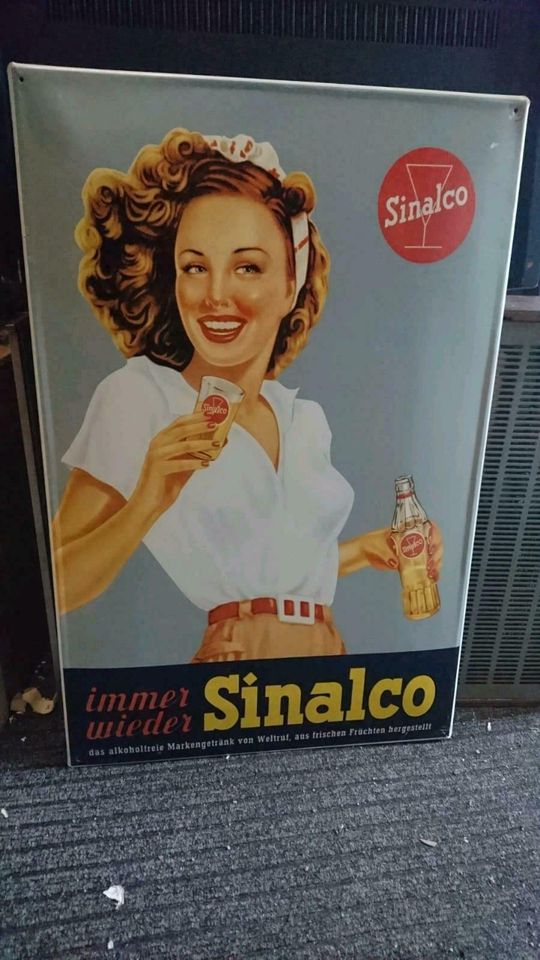 Sinalco
Sinalco
Sinalco
immer
wieder Sinalco
das alkoholfreie Markengetränk von Weltruf, aus frischen Früchten hergestellt